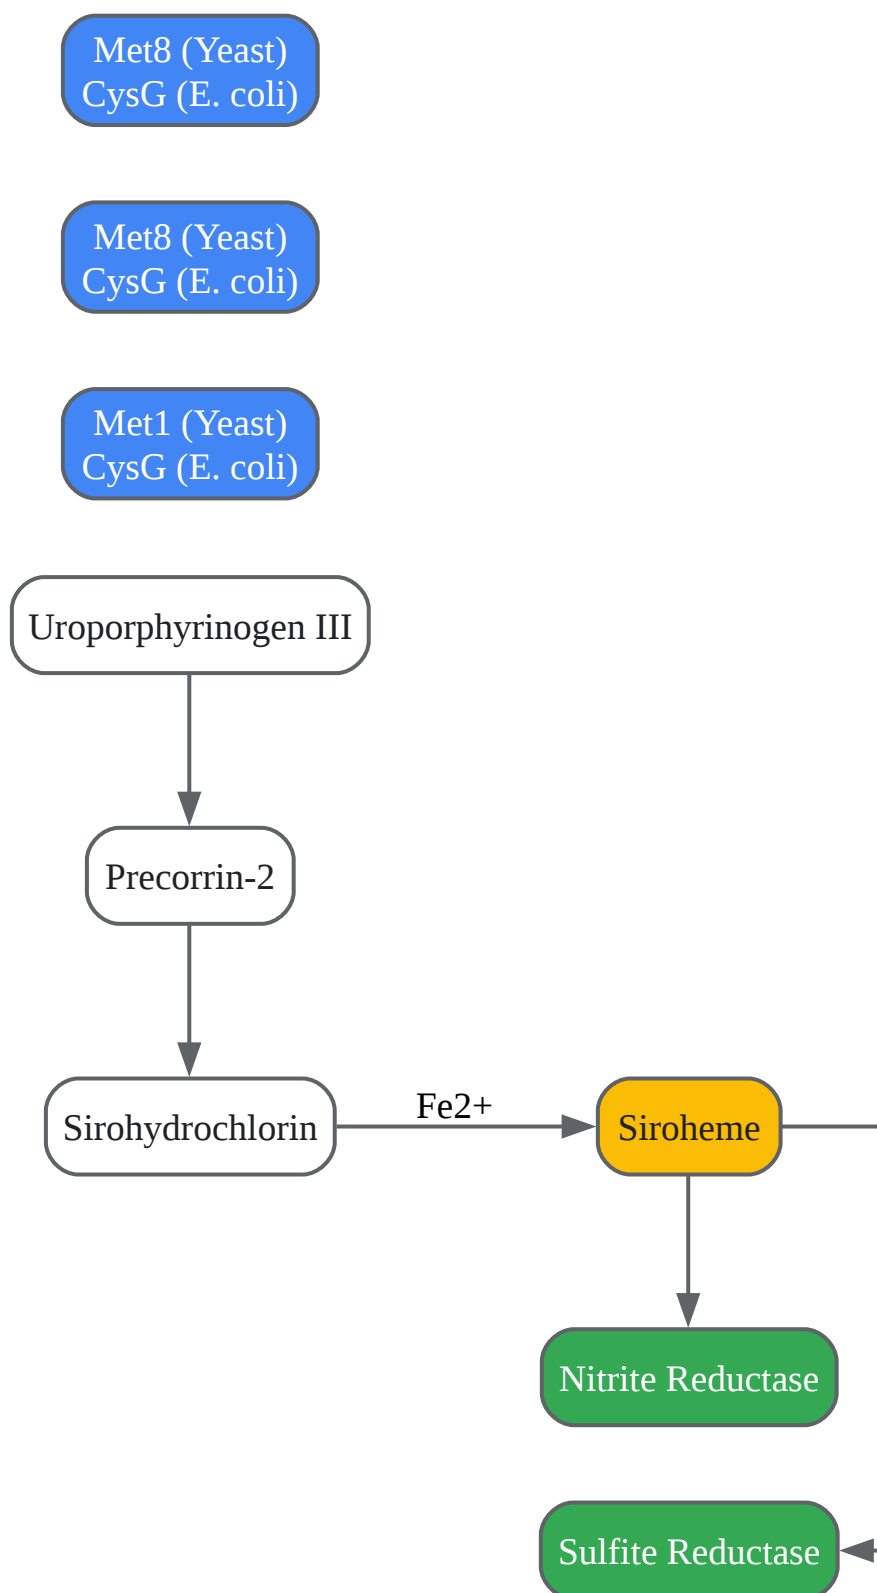 Met8 (Yeast)
CysG (E. coli)
Met8 (Yeast)
CysG (E. coli)
Met1 (Yeast)
CysG (E. coli)
Uroporphyrinogen III
Precorrin-2
Sirohydrochlorin
Fe2+
Siroheme
Nitrite Reductase
Sulfite Reductase